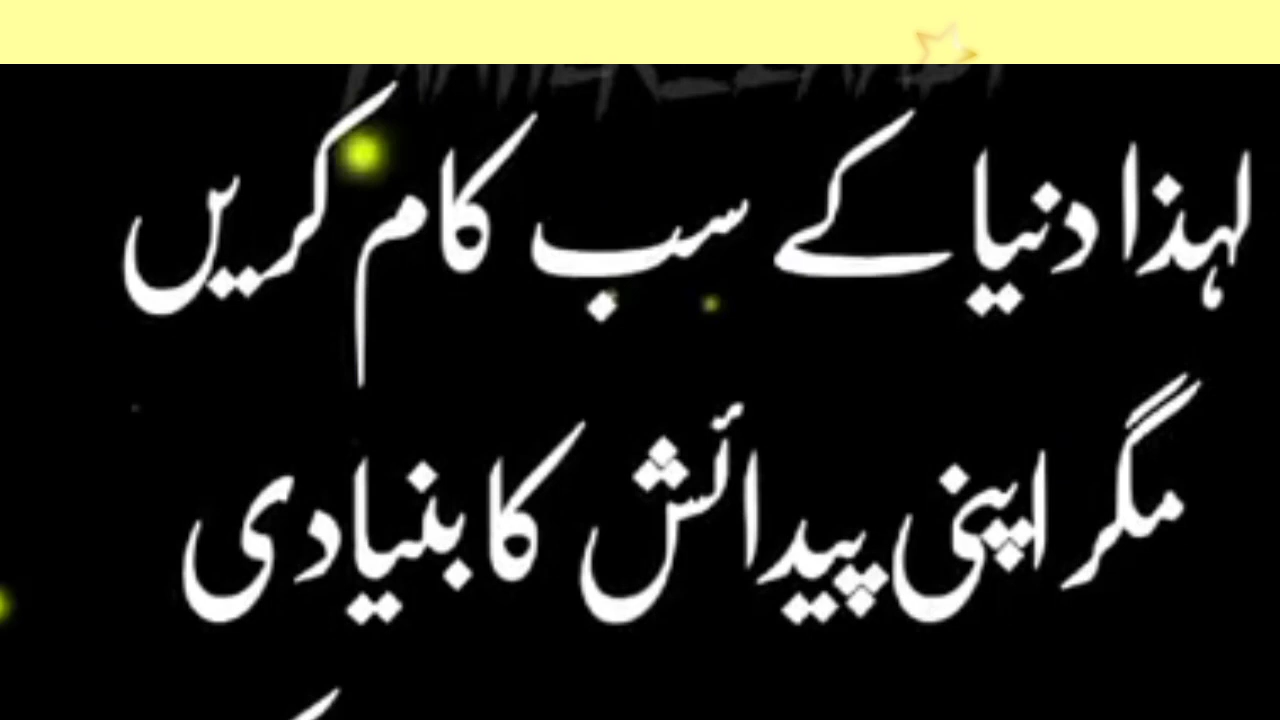 لہذا دنیا کے سب کام کریں
مگر اپنی پیدائش کا بنیادی